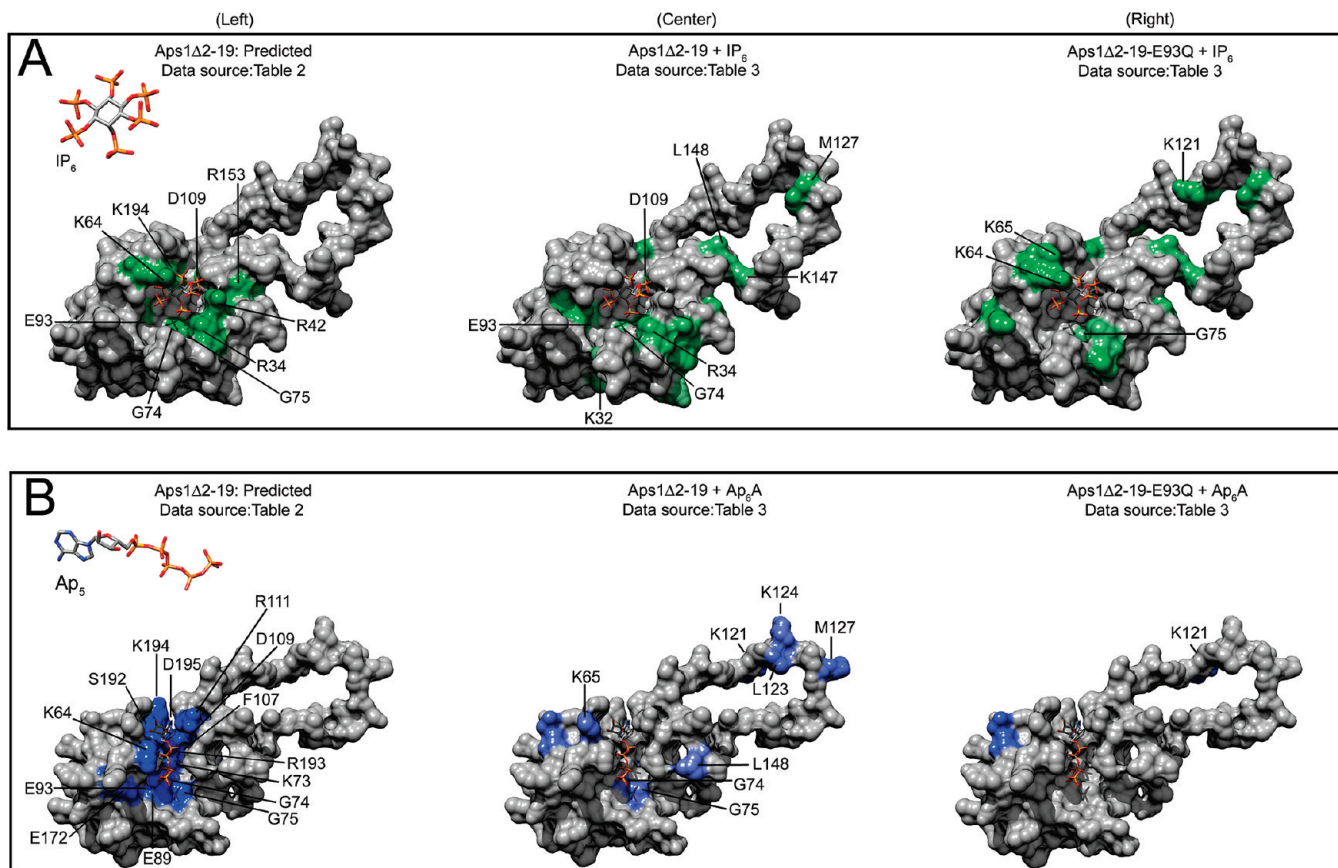 (Left) (Center) (Right)
A
Aps1Δ2-19: Predicted
Data source:Table 2
IP6
R153
D109
K194
K64
E93
R42
R34
G75
G74
Aps1Δ2-19 + IP6
Data source:Table 3
L148
M127
D109
K147
E93
R34
G74
K32
Aps1Δ2-19-E93Q + IP6
Data source:Table 3
K121
K65
K64
G75
B
Aps1Δ2-19: Predicted
Data source:Table 2
Ap5
R111
K194
D109
D195
S192
F107
K64
R193
K73
E93
G74
G75
E172
E89
Aps1Δ2-19 + Ap6A
Data source:Table 3
K124
K121
M127
L123
K65
L148
G74
G75
Aps1Δ2-19-E93Q + Ap6A
Data source:Table 3
K121